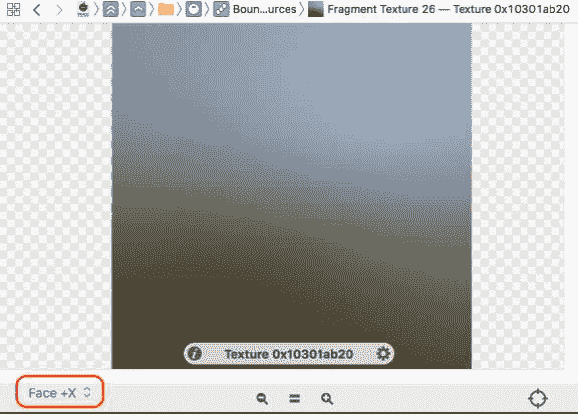 Boun...urces Fragment Texture 26 — Texture 0x10301ab20
Texture 0x10301ab20
Face +X